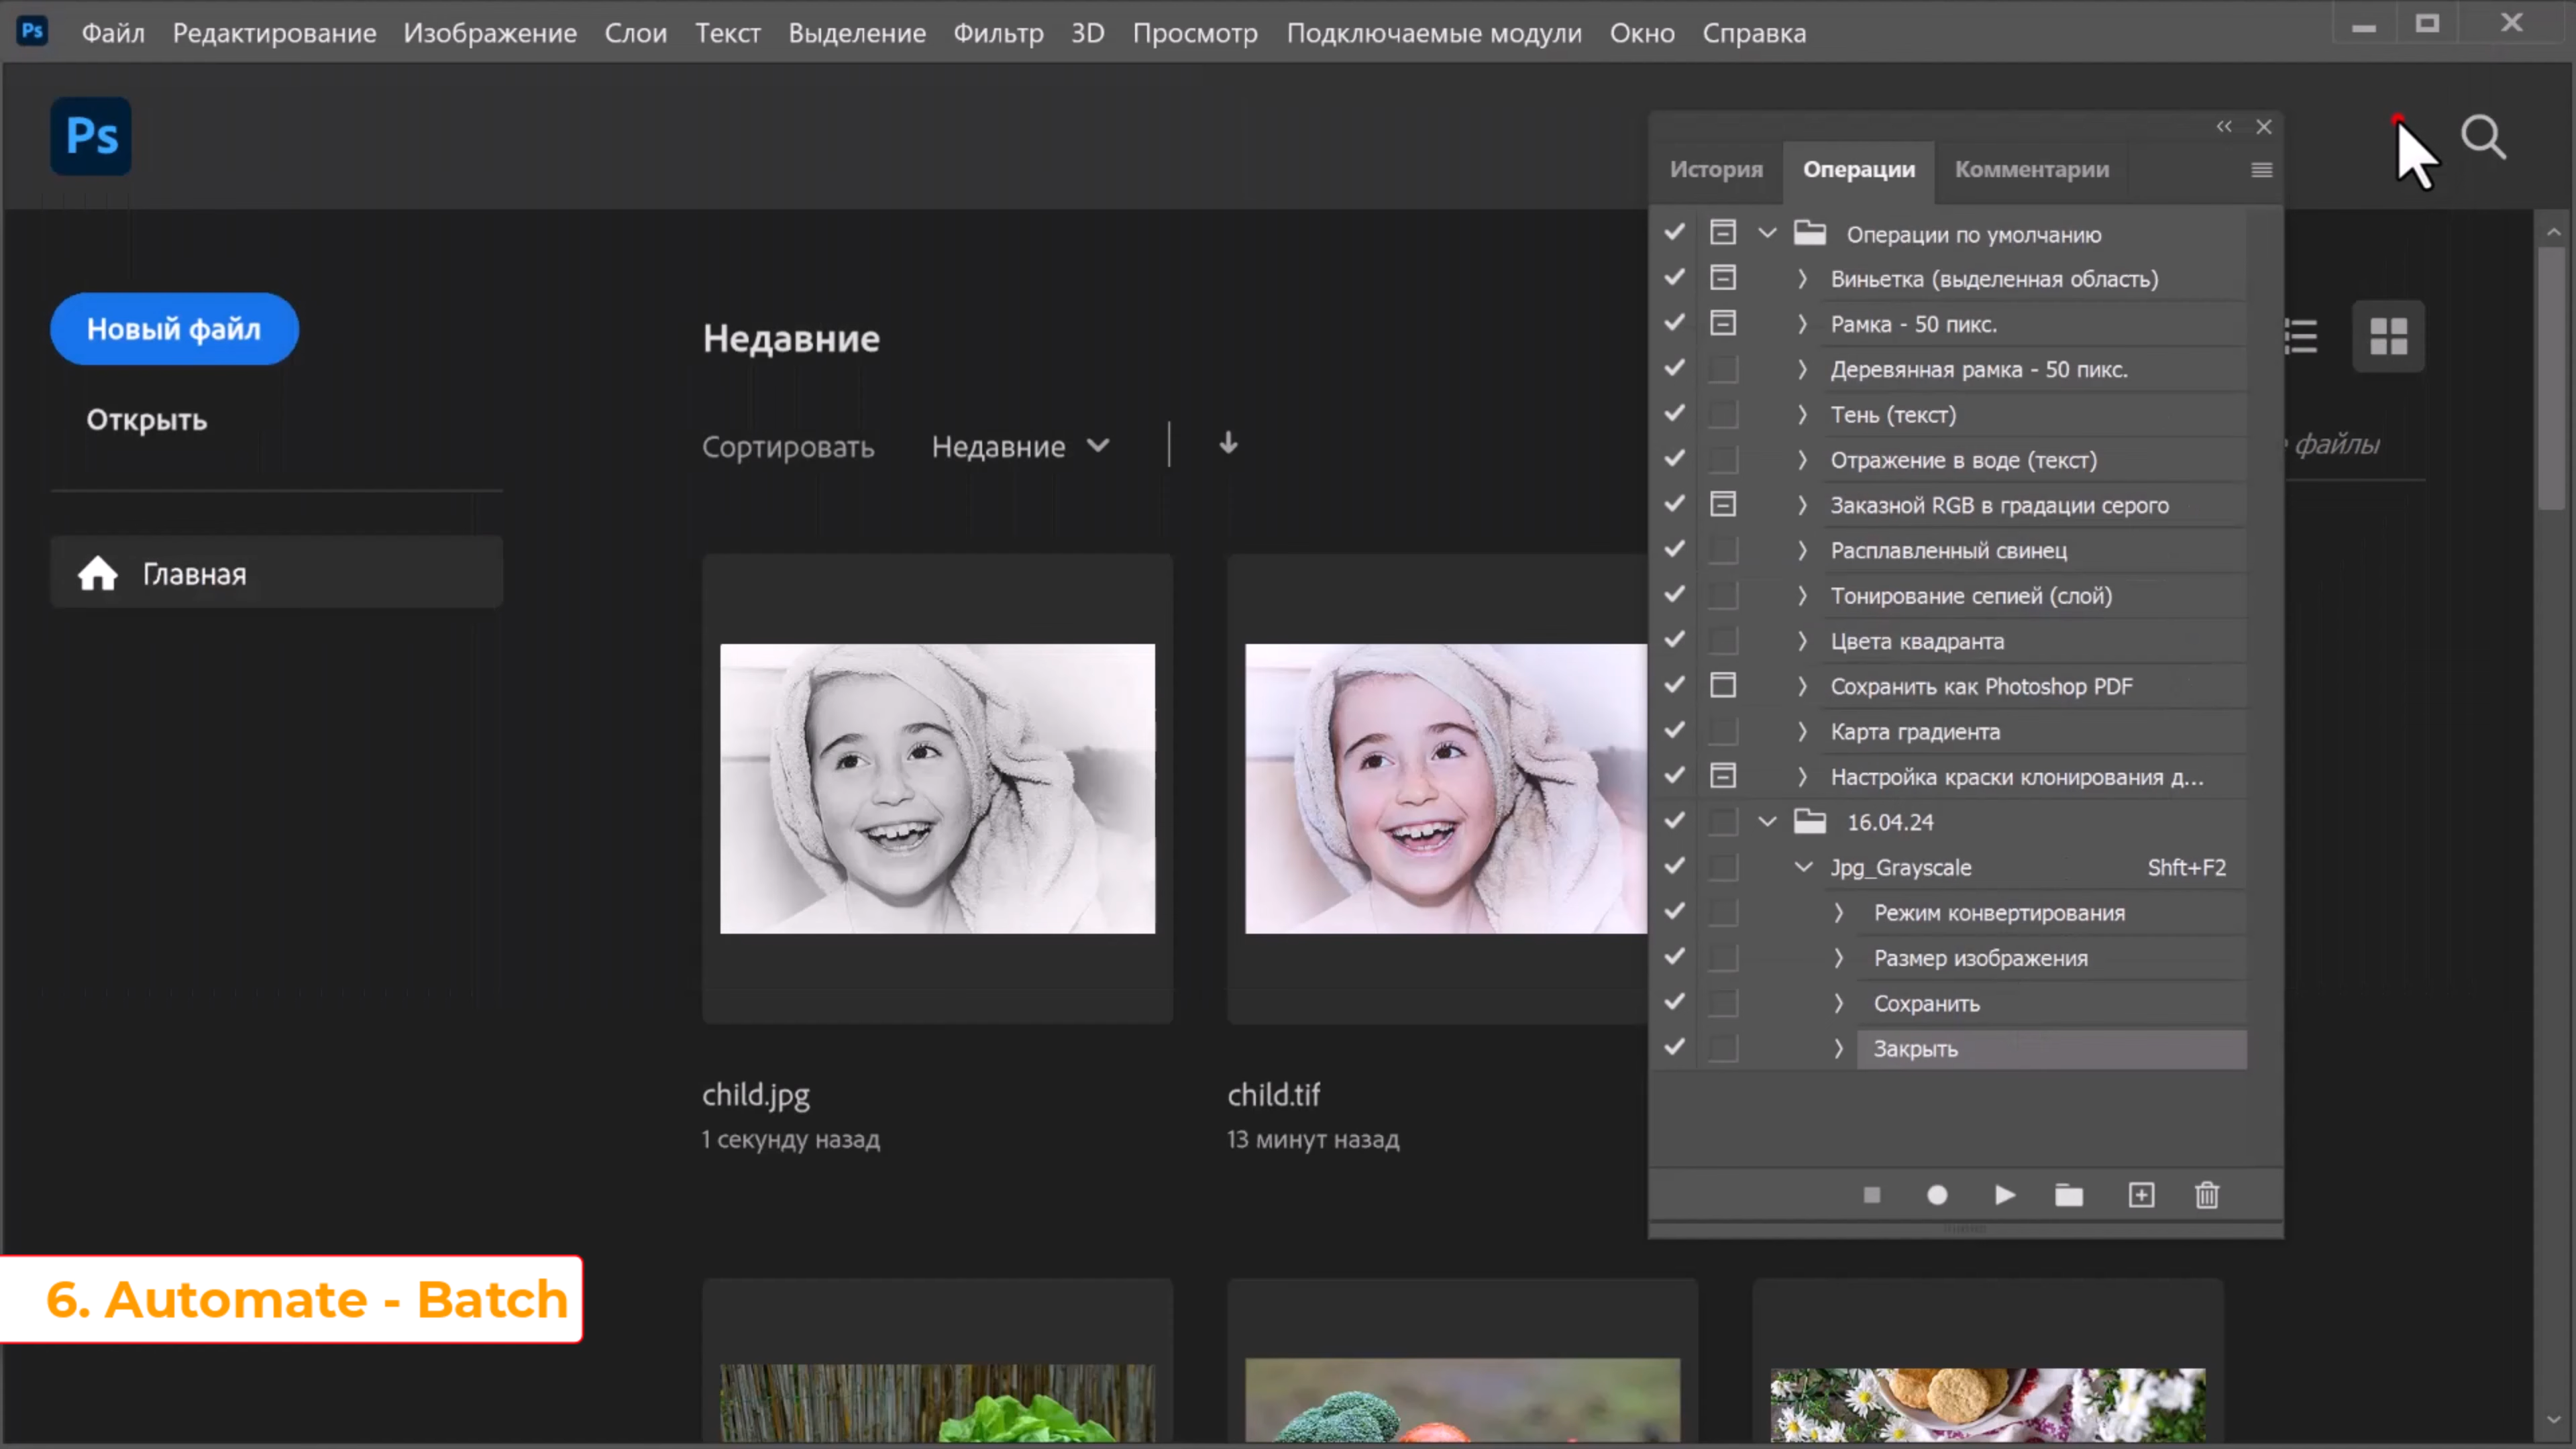 Ps
Файл Редактирование Изображение Слои Текст Выделение Фильтр 3D Просмотр Подключаемые модули Окно Справка
Ps
Новый файл
Открыть
Главная
Недавние
Сортировать Недавние
файлы
child.jpg
1 секунду назад
child.tif
13 минут назад
История Операции Комментарии
Операции по умолчанию
Виньетка (выделенная область)
Рамка - 50 пикс.
Деревянная рамка - 50 пикс.
Тень (текст)
Отражение в воде (текст)
Заказной RGB в градации серого
Расплавленный свинец
Тонирование сепией (слой)
Цвета квадранта
Сохранить как Photoshop PDF
Карта градиента
Настройка краски клонирования д...
16.04.24
Jpg_Grayscale Shft+F2
Режим конвертирования
Размер изображения
Сохранить
Закрыть
6. Automate - Batch